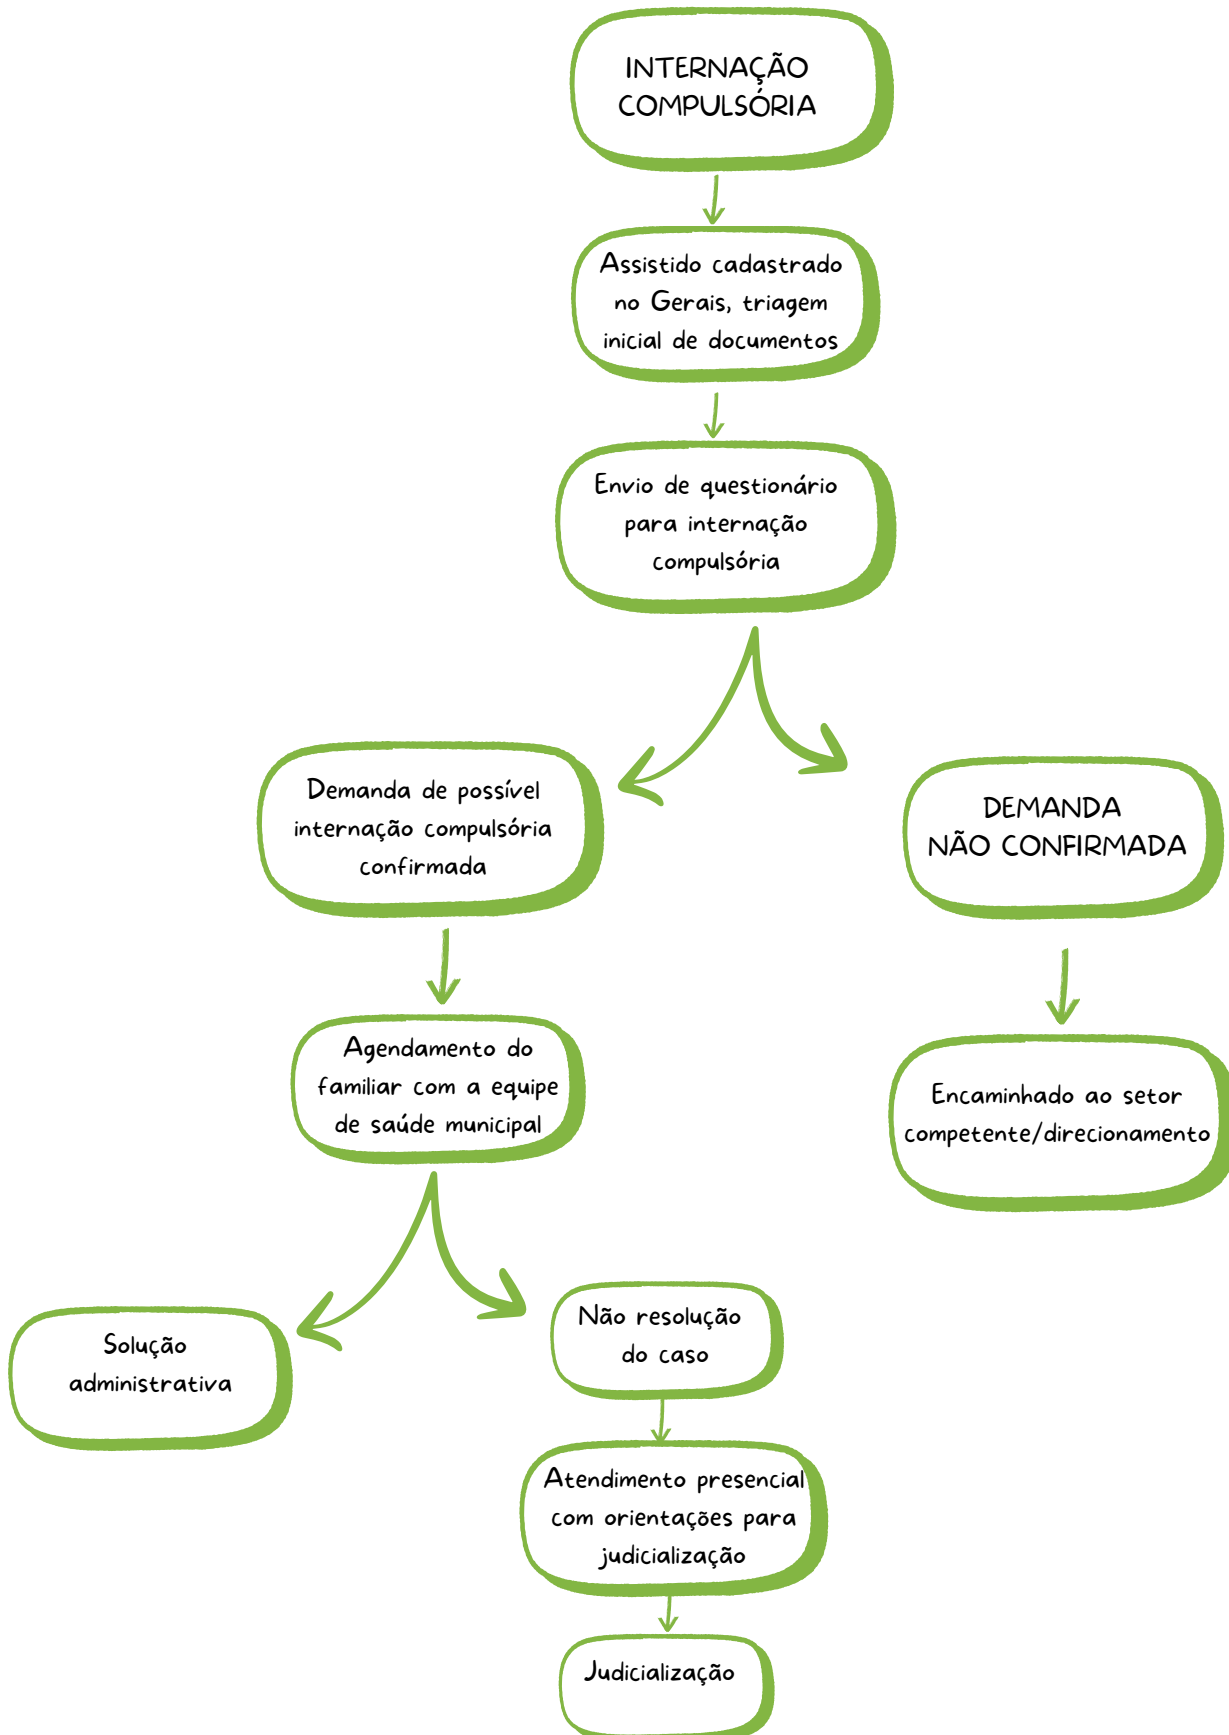 INTERNAÇÃO
COMPULSÓRIA
Assistido cadastrado
no Gerais, triagem
inicial de documentos
Envio de questionário
para internação
compulsória
Demanda de possível
internação compulsória
confirmada
DEMANDA
NÃO CONFIRMADA
Agendamento do
familiar com a equipe
de saúde municipal
Encaminhado ao setor
competente/direcionamento
Solução
administrativa
Não resolução
do caso
Atendimento presencial
com orientações para
judicialização
Judicialização